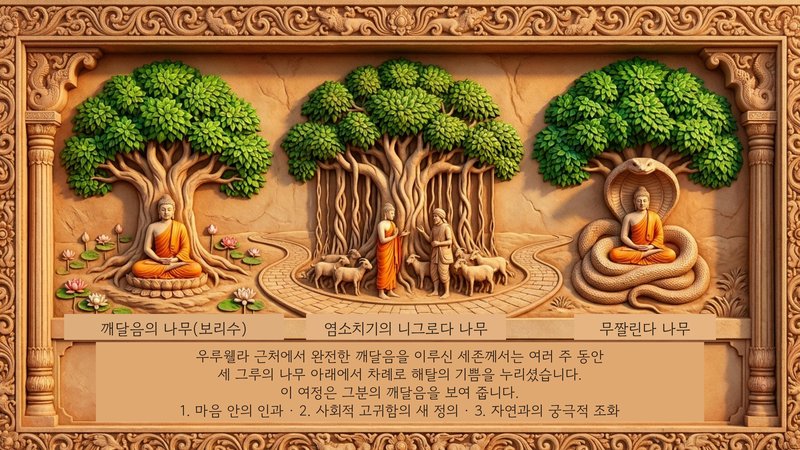 깨달음의 나무(보리수)
염소치기의 니그로다 나무
무짤린다 나무
우루웰라 근처에서 완전한 깨달음을 이루신 세존께서는 여러 주 동안
세 그루의 나무 아래에서 차례로 해탈의 기쁨을 누리셨습니다.
이 여정은 그분의 깨달음을 보여 줍니다.
1. 마음 안의 인과 · 2. 사회적 고귀함의 새 정의 · 3. 자연과의 궁극적 조화